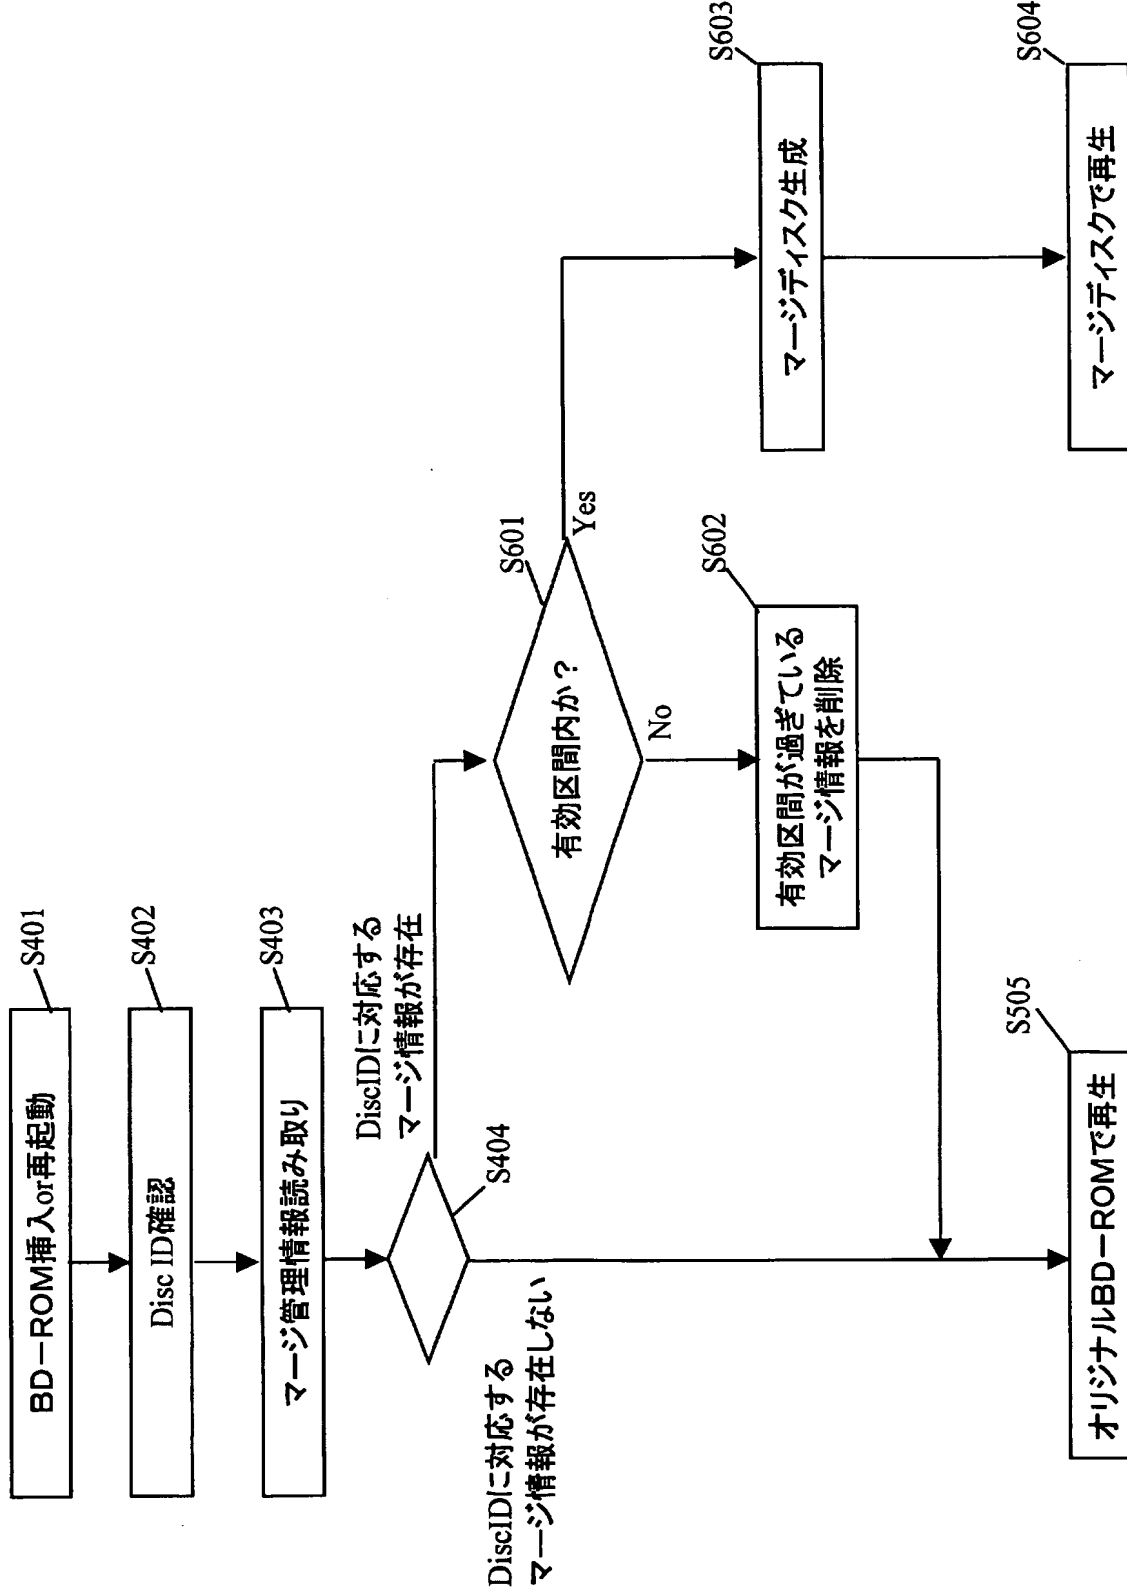 BD－ROM挿入or再起動
S401
Disc ID確認
S402
マージ管理情報読み取り
S403
S404
DiscIDに対応する
マージ情報が存在
DiscIDに対応する
マージ情報が存在しない
有効区間内か？
S601
Yes
No
有効区間が過ぎている
マージ情報を削除
S602
マージディスク生成
S603
マージディスクで再生
S604
オリジナルBD－ROMで再生
S505